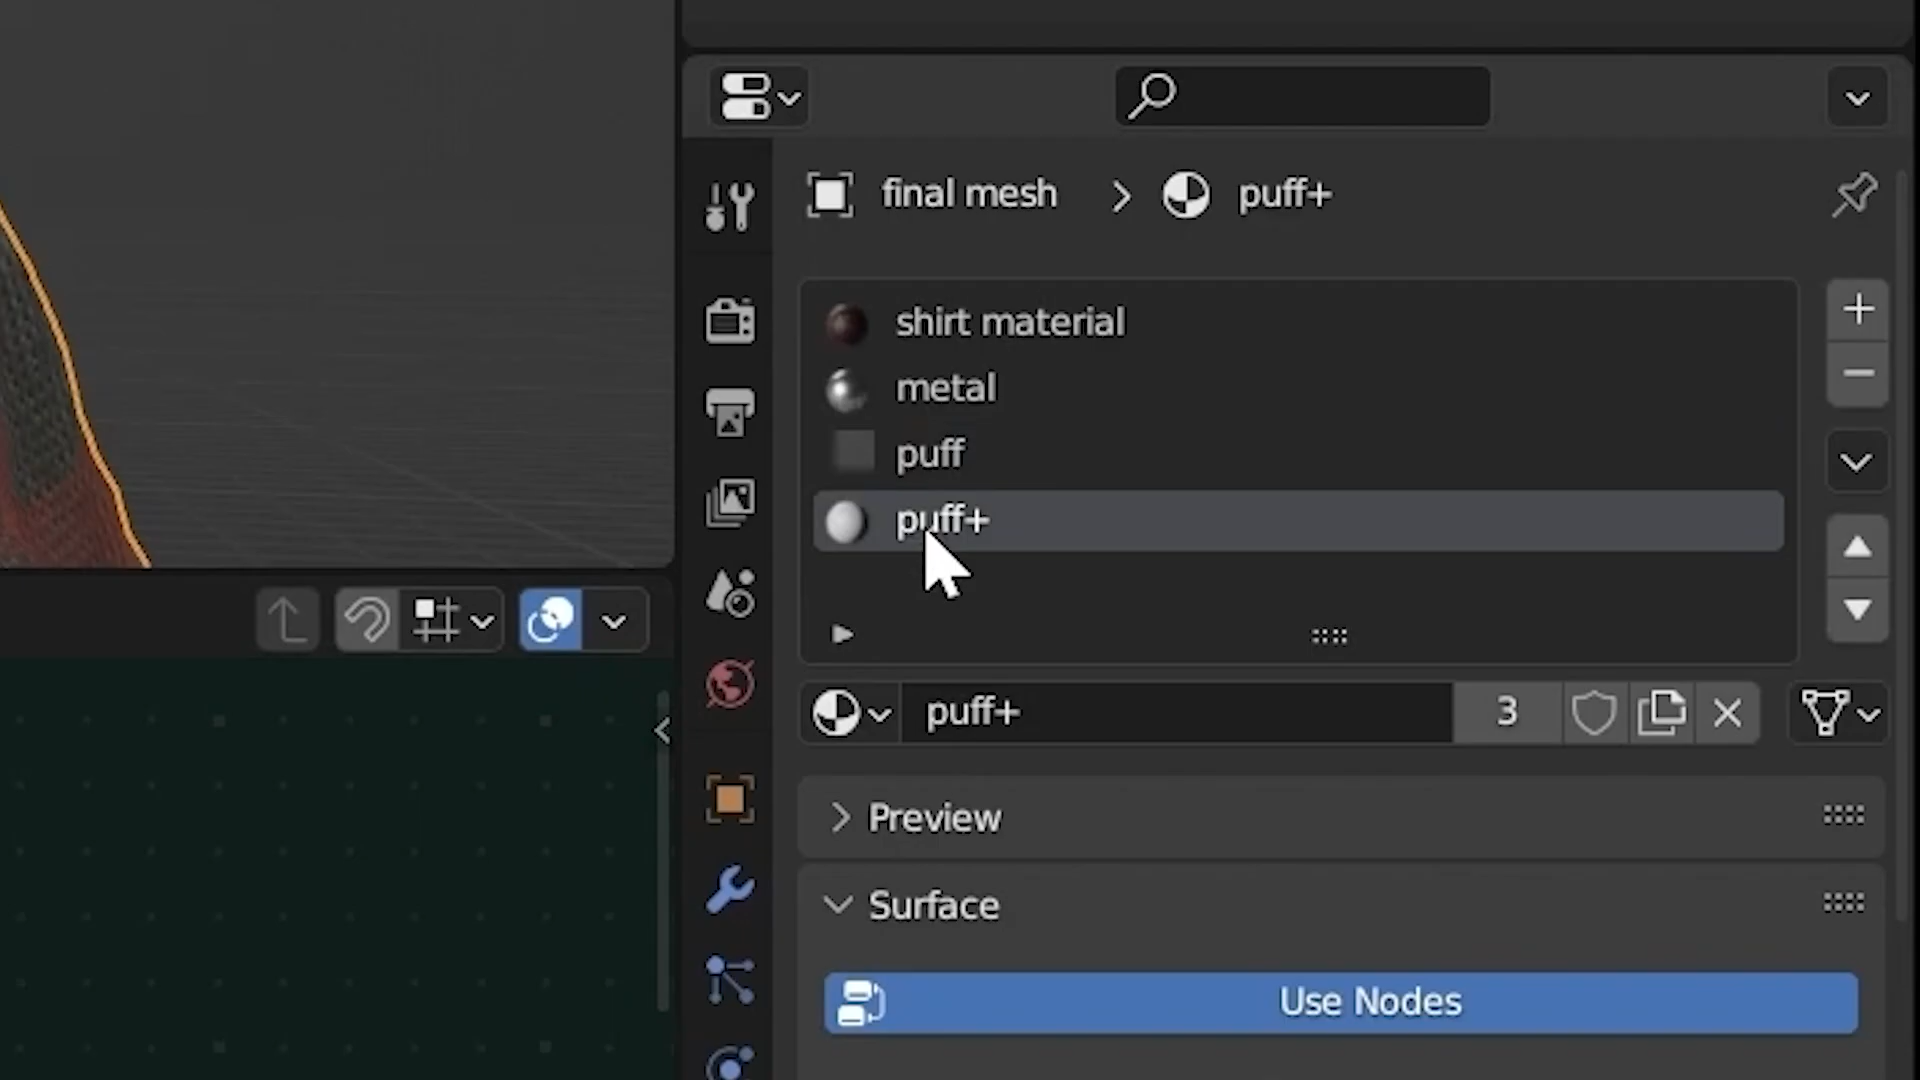 final mesh > puff+
shirt material
metal
puff
puff+
puff+ 3
Preview
Surface
Use Nodes